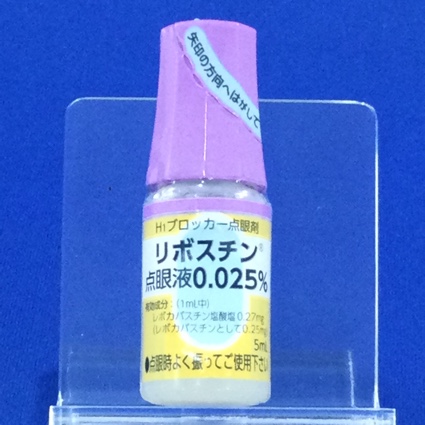 矢印の方向へはがして
H₁ブロッカー点眼剤
リボスチン®
点眼液0.025%
有効成分:(1mL中)
レボカバスチン塩酸塩0.27mg
(レボカバスチンとして0.25mg)
5mL
●点眼時よく振ってご使用下さい